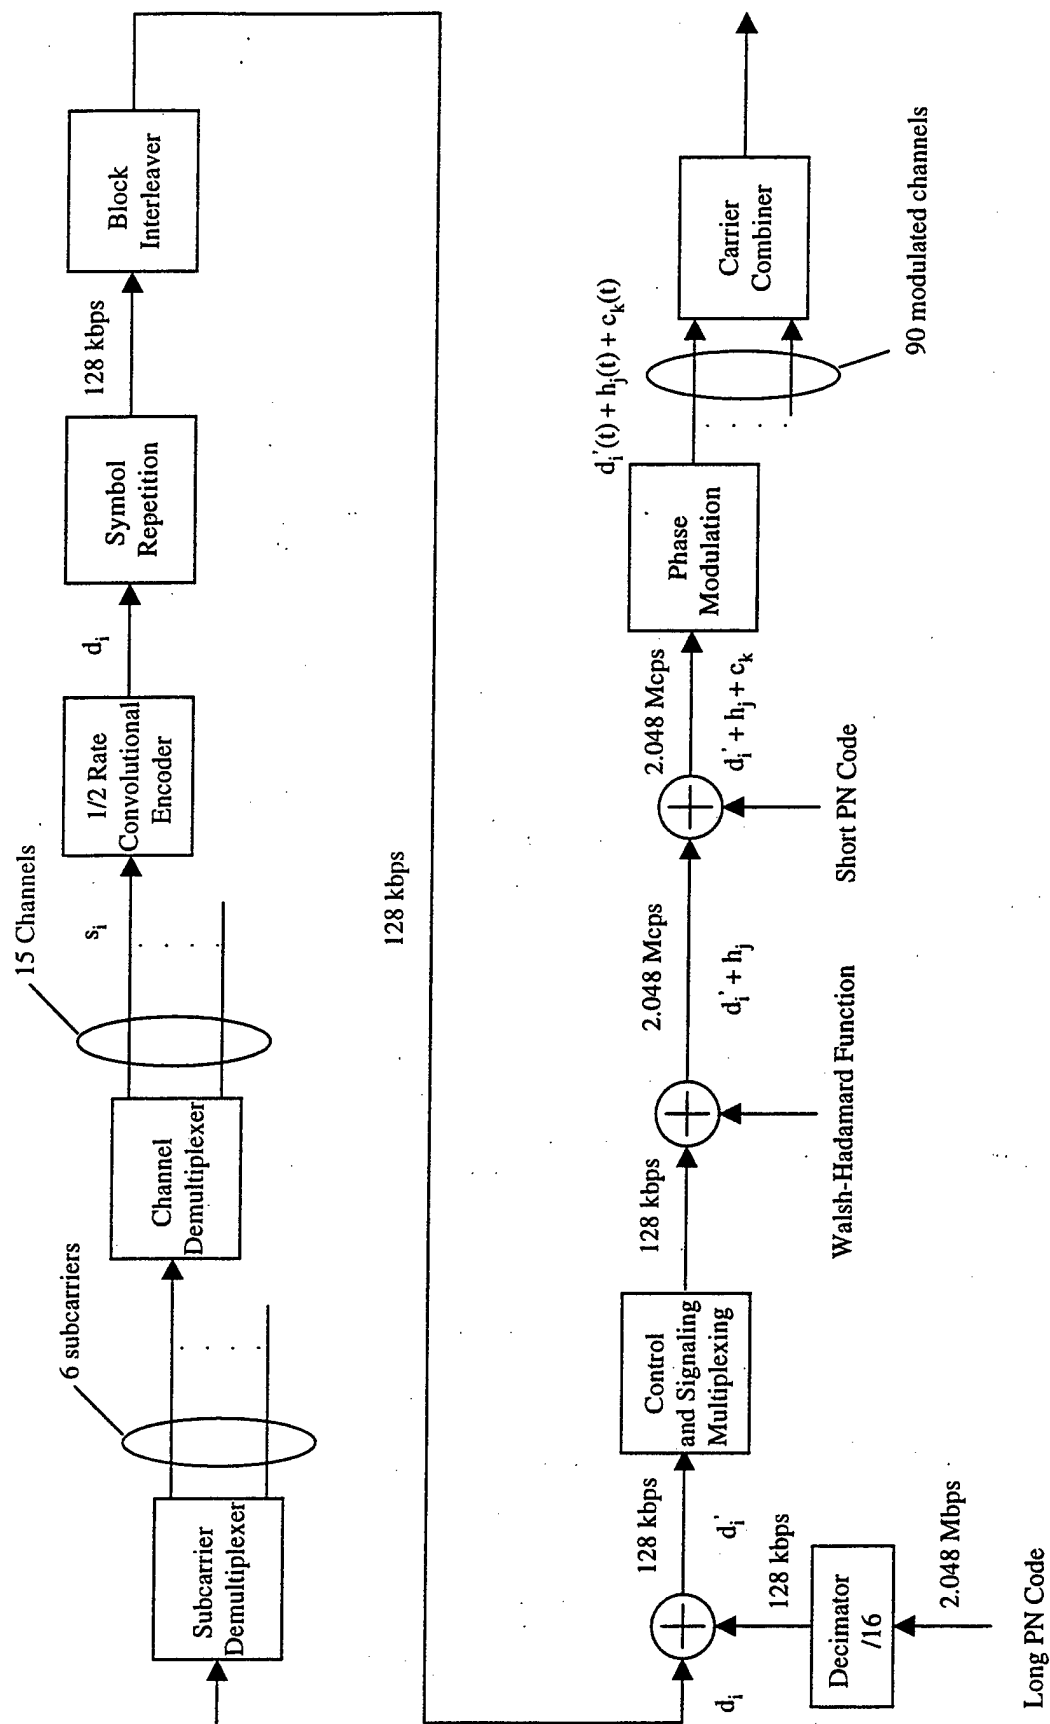 Subcarrier
Demultiplexer
6 subcarriers
Channel
Demultiplexer
15 Channels
s_i
1/2 Rate
Convolutional
Encoder
d_i
Symbol
Repetition
128 kbps
Block
Interleaver
128 kbps
d_i
128 kbps
d_i'
128 kbps
Decimator
/16
2.048 Mbps
Long PN Code
Control
and Signaling
Multiplexing
128 kbps
Walsh-Hadamard Function
2.048 Mcps
d_i' + h_j
Short PN Code
2.048 Mcps
d_i' + h_j + c_k
Phase
Modulation
d_i'(t) + h_j(t) + c_k(t)
90 modulated channels
Carrier
Combiner